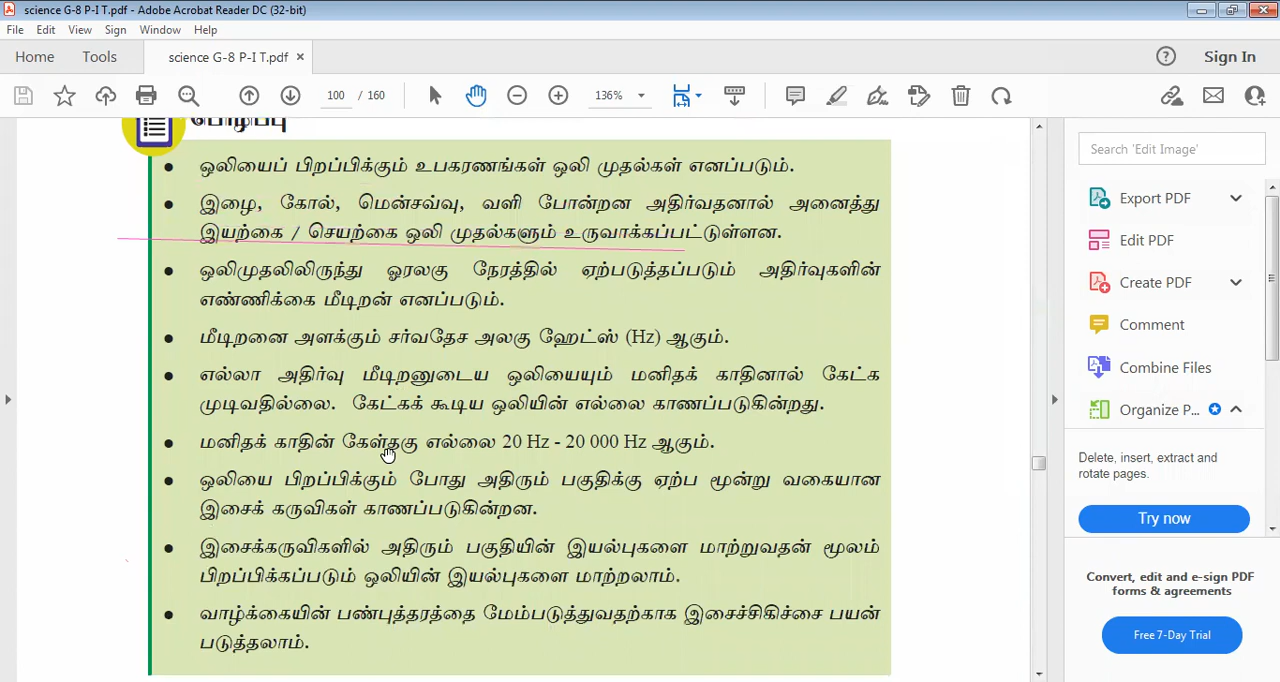 science G-8 P-I T.pdf - Adobe Acrobat Reader DC (32-bit)
File Edit View Sign Window Help
Home Tools science G-8 P-I T.pdf × Sign In
100 / 160 136%
பொழிப்பு
• ஒலியைப் பிறப்பிக்கும் உபகரணங்கள் ஒலி முதல்கள் எனப்படும்.
• இழை, கோல், மென்சவ்வு, வளி போன்றன அதிர்வதனால் அனைத்து
இயற்கை / செயற்கை ஒலி முதல்களும் உருவாக்கப்பட்டுள்ளன.
• ஒலிமுதலிலிருந்து ஓரலகு நேரத்தில் ஏற்படுத்தப்படும் அதிர்வுகளின்
எண்ணிக்கை மீடிறன் எனப்படும்.
• மீடிறனை அளக்கும் சர்வதேச அலகு ஹேட்ஸ் (Hz) ஆகும்.
• எல்லா அதிர்வு மீடிறனுடைய ஒலியையும் மனிதக் காதினால் கேட்க
முடிவதில்லை. கேட்கக் கூடிய ஒலியின் எல்லை காணப்படுகின்றது.
• மனிதக் காதின் கேள்தகு எல்லை 20 Hz - 20 000 Hz ஆகும்.
• ஒலியை பிறப்பிக்கும் போது அதிரும் பகுதிக்கு ஏற்ப மூன்று வகையான
இசைக் கருவிகள் காணப்படுகின்றன.
• இசைக்கருவிகளில் அதிரும் பகுதியின் இயல்புகளை மாற்றுவதன் மூலம்
பிறப்பிக்கப்படும் ஒலியின் இயல்புகளை மாற்றலாம்.
• வாழ்க்கையின் பண்புத்தரத்தை மேம்படுத்துவதற்காக இசைச்சிகிச்சை பயன்
படுத்தலாம்.
Search 'Edit Image'
Export PDF
Edit PDF
Create PDF
Comment
Combine Files
Organize P...
Delete, insert, extract and
rotate pages.
Try now
Convert, edit and e-sign PDF
forms & agreements
Free 7-Day Trial